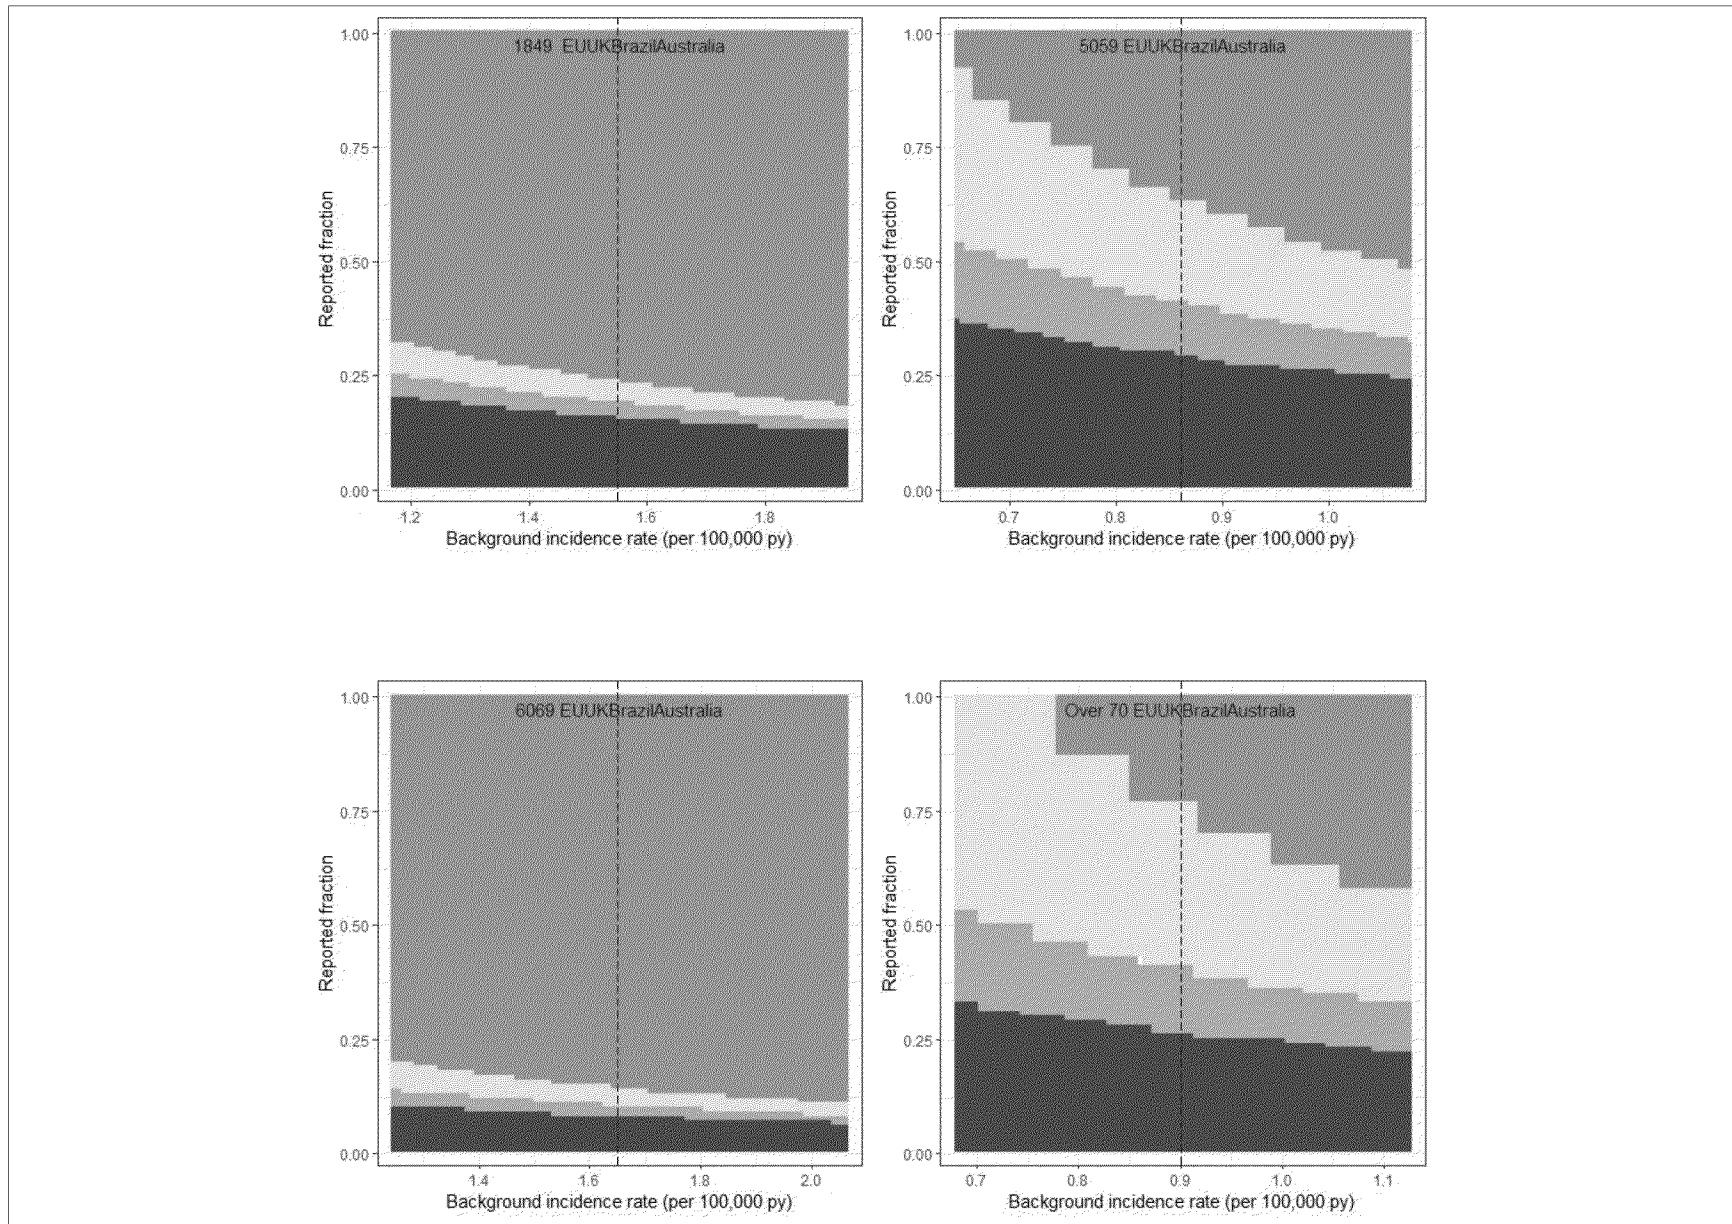 1849 EUUKBrazilAustralia
1.00
0.75
0.50
0.25
0.00
Reported fraction
1.2 1.4 1.6 1.8
Background incidence rate (per 100,000 py)
5059 EUUKBrazilAustralia
1.00
0.75
0.50
0.25
0.00
Reported fraction
0.7 0.8 0.9 1.0
Background incidence rate (per 100,000 py)
6069 EUUKBrazilAustralia
1.00
0.75
0.50
0.25
0.00
Reported fraction
1.4 1.6 1.8 2.0
Background incidence rate (per 100,000 py)
Over 70 EUUKBrazilAustralia
1.00
0.75
0.50
0.25
0.00
Reported fraction
0.7 0.8 0.9 1.0 1.1
Background incidence rate (per 100,000 py)